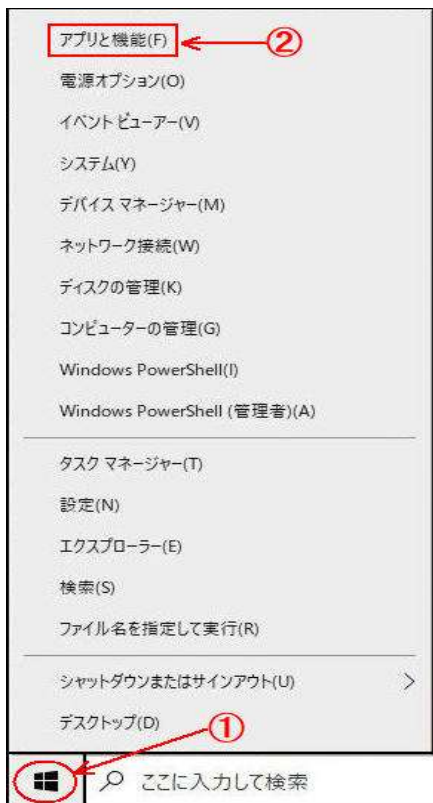 アプリと機能(F)
②
電源オプション(O)
イベント ビューアー(V)
システム(Y)
デバイス マネージャー(M)
ネットワーク接続(W)
ディスクの管理(K)
コンピューターの管理(G)
Windows PowerShell(I)
Windows PowerShell (管理者)(A)
タスク マネージャー(T)
設定(N)
エクスプローラー(E)
検索(S)
ファイル名を指定して実行(R)
シャットダウンまたはサインアウト(U)
デスクトップ(D)
①
ここに入力して検索